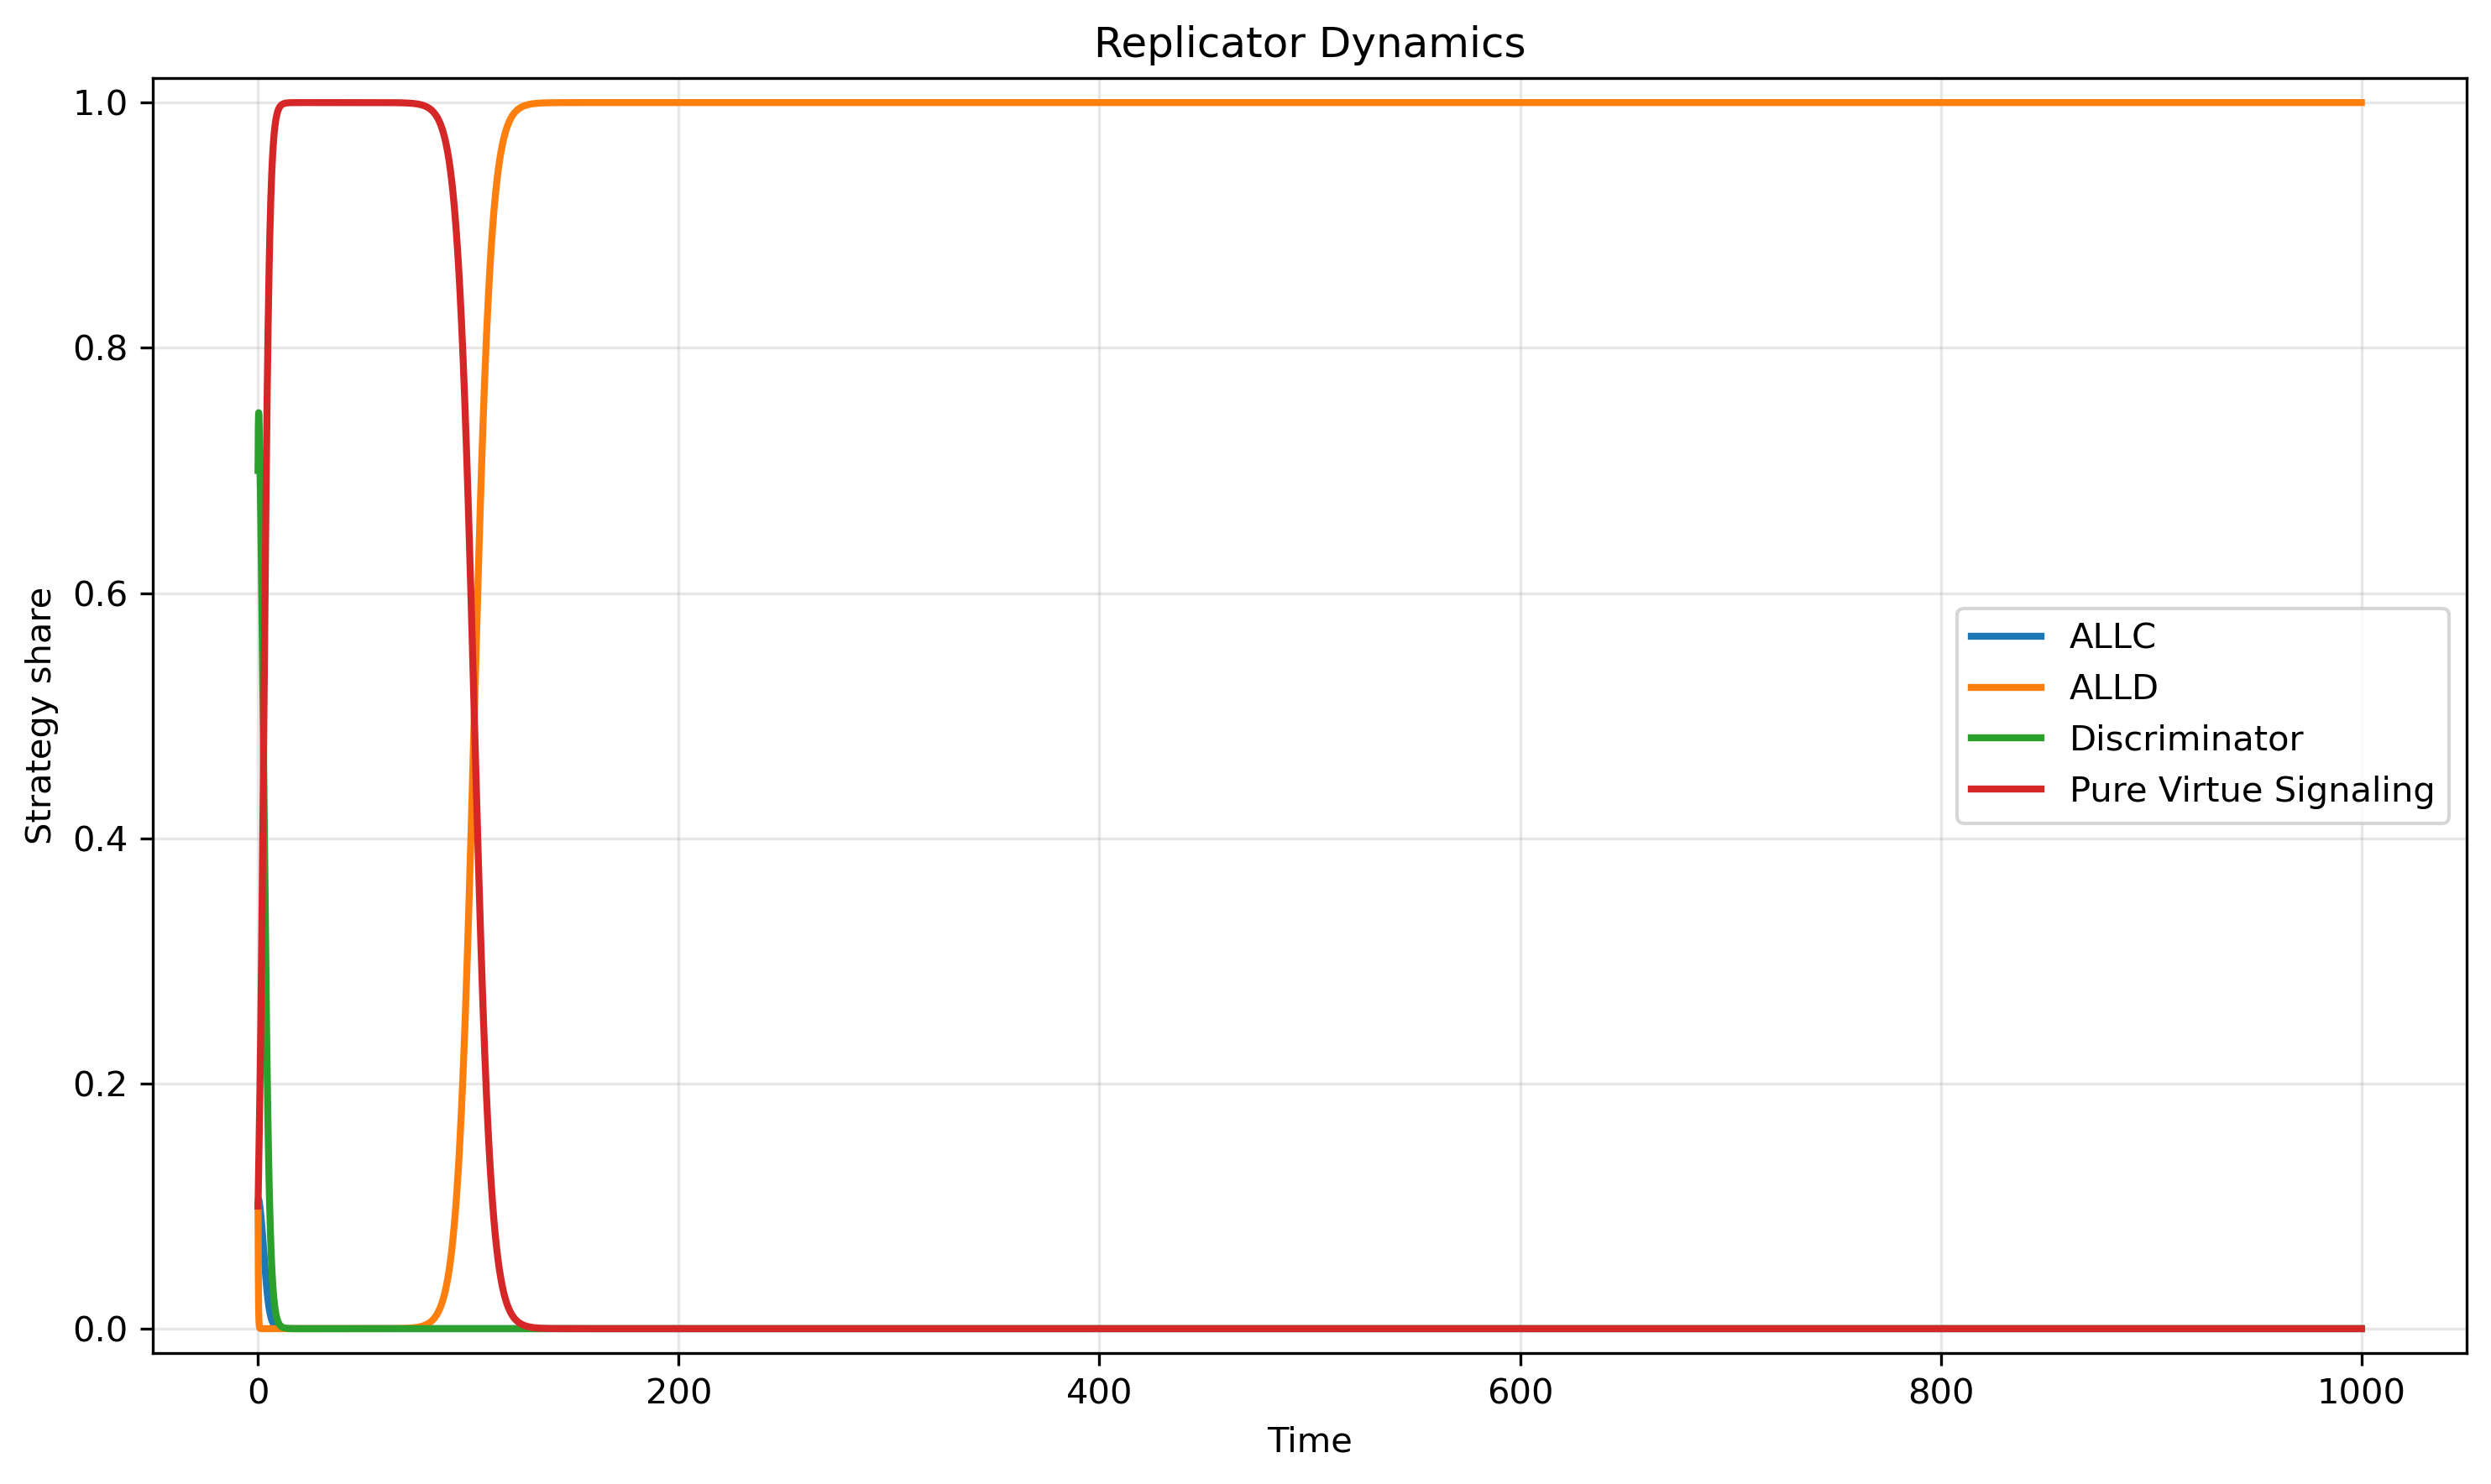 Replicator Dynamics
Strategy share
1.0
0.8
0.6
0.4
0.2
0.0
ALLC
ALLD
Discriminator
Pure Virtue Signaling
0 200 400 600 800 1000
Time